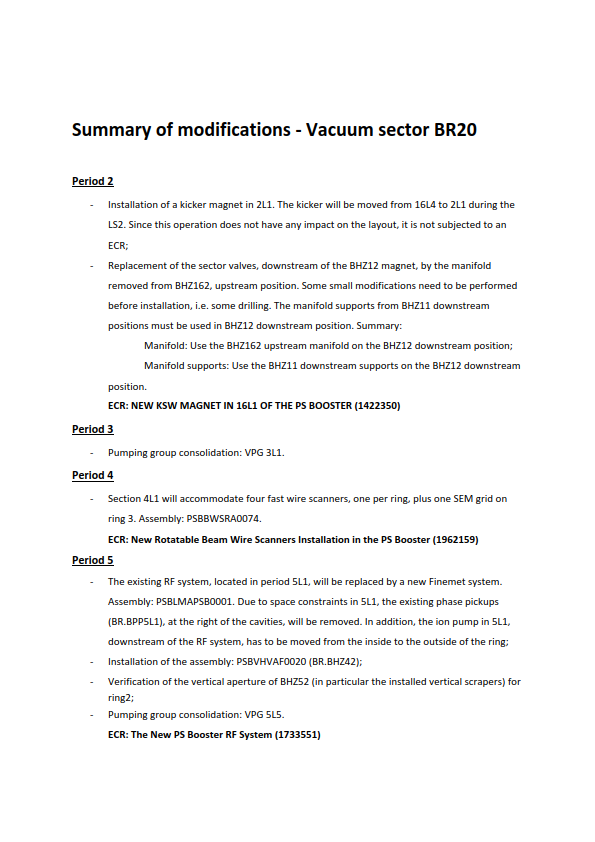 Summary of modifications - Vacuum sector BR20
Period 2
- Installation of a kicker magnet in 2L1. The kicker will be moved from 16L4 to 2L1 during the
LS2. Since this operation does not have any impact on the layout, it is not subjected to an
ECR;
- Replacement of the sector valves, downstream of the BHZ12 magnet, by the manifold
removed from BHZ162, upstream position. Some small modifications need to be performed
before installation, i.e. some drilling. The manifold supports from BHZ11 downstream
positions must be used in BHZ12 downstream position. Summary:
Manifold: Use the BHZ162 upstream manifold on the BHZ12 downstream position;
Manifold supports: Use the BHZ11 downstream supports on the BHZ12 downstream
position.
ECR: NEW KSW MAGNET IN 16L1 OF THE PS BOOSTER (1422350)
Period 3
- Pumping group consolidation: VPG 3L1.
Period 4
- Section 4L1 will accommodate four fast wire scanners, one per ring, plus one SEM grid on
ring 3. Assembly: PSBBWSRA0074.
ECR: New Rotatable Beam Wire Scanners Installation in the PS Booster (1962159)
Period 5
- The existing RF system, located in period 5L1, will be replaced by a new Finemet system.
Assembly: PSBLMAPSB0001. Due to space constraints in 5L1, the existing phase pickups
(BR.BPP5L1), at the right of the cavities, will be removed. In addition, the ion pump in 5L1,
downstream of the RF system, has to be moved from the inside to the outside of the ring;
- Installation of the assembly: PSBVHVAF0020 (BR.BHZ42);
- Verification of the vertical aperture of BHZ52 (in particular the installed vertical scrapers) for
ring2;
- Pumping group consolidation: VPG 5L5.
ECR: The New PS Booster RF System (1733551)